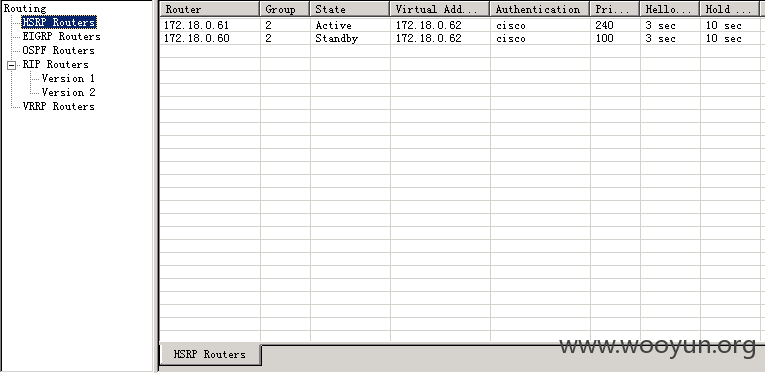 Routing
HSRP Routers
EIGRP Routers
OSPF Routers
RIP Routers
Version 1
Version 2
VRRP Routers
Router Group State Virtual Add... Authentication Pri... Hello... Hold ...
172.18.0.61 2 Active 172.18.0.62 cisco 240 3 sec 10 sec
172.18.0.60 2 Standby 172.18.0.62 cisco 100 3 sec 10 sec
HSRP Routers
www.wooyun.org